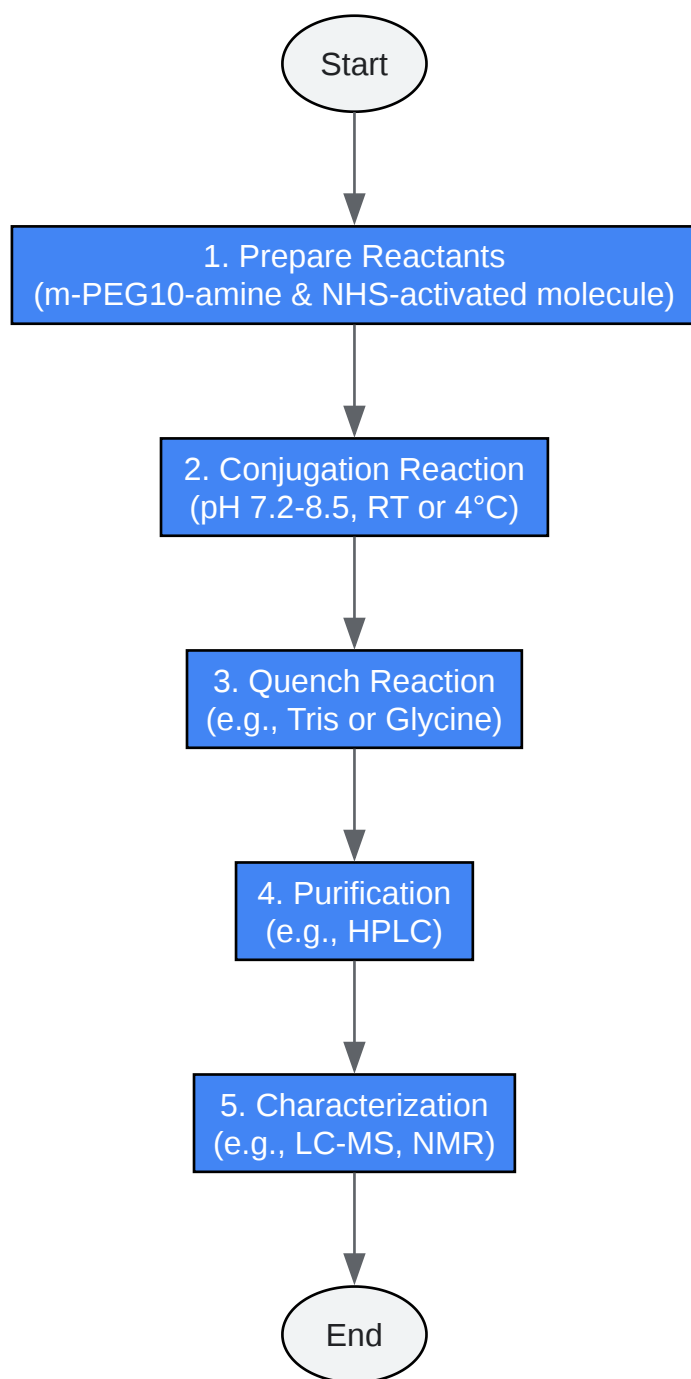 Start
1. Prepare Reactants
(m-PEG10-amine & NHS-activated molecule)
2. Conjugation Reaction
(pH 7.2-8.5, RT or 4°C)
3. Quench Reaction
(e.g., Tris or Glycine)
4. Purification
(e.g., HPLC)
5. Characterization
(e.g., LC-MS, NMR)
End